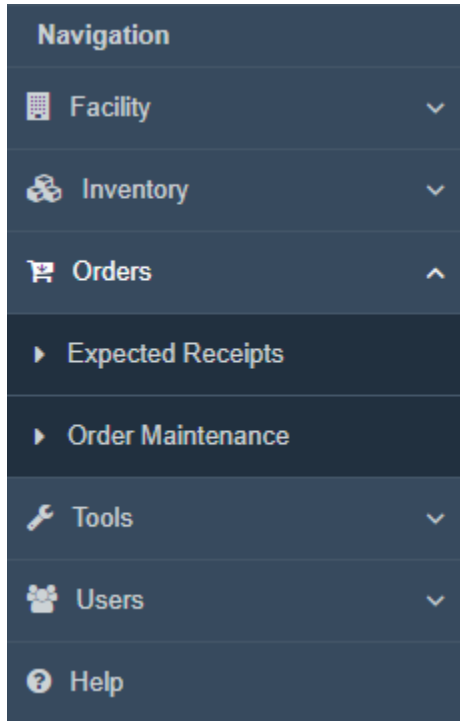 Navigation
Facility
Inventory
Orders
Expected Receipts
Order Maintenance
Tools
Users
Help